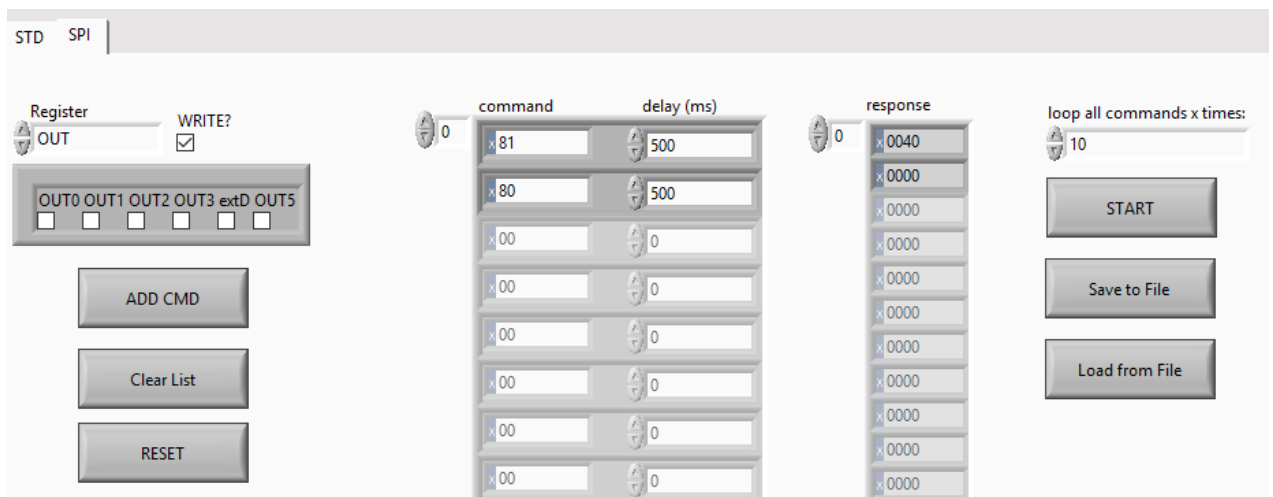 STD SPI
Register
OUT
WRITE?
OUT0 OUT1 OUT2 OUT3 extD OUT5
ADD CMD
Clear List
RESET
command delay (ms)
0
x 81 500
x 80 500
x 00 0
x 00 0
x 00 0
x 00 0
x 00 0
x 00 0
response
0
x 0040
x 0000
x 0000
x 0000
x 0000
x 0000
x 0000
x 0000
x 0000
x 0000
x 0000
loop all commands x times:
10
START
Save to File
Load from File